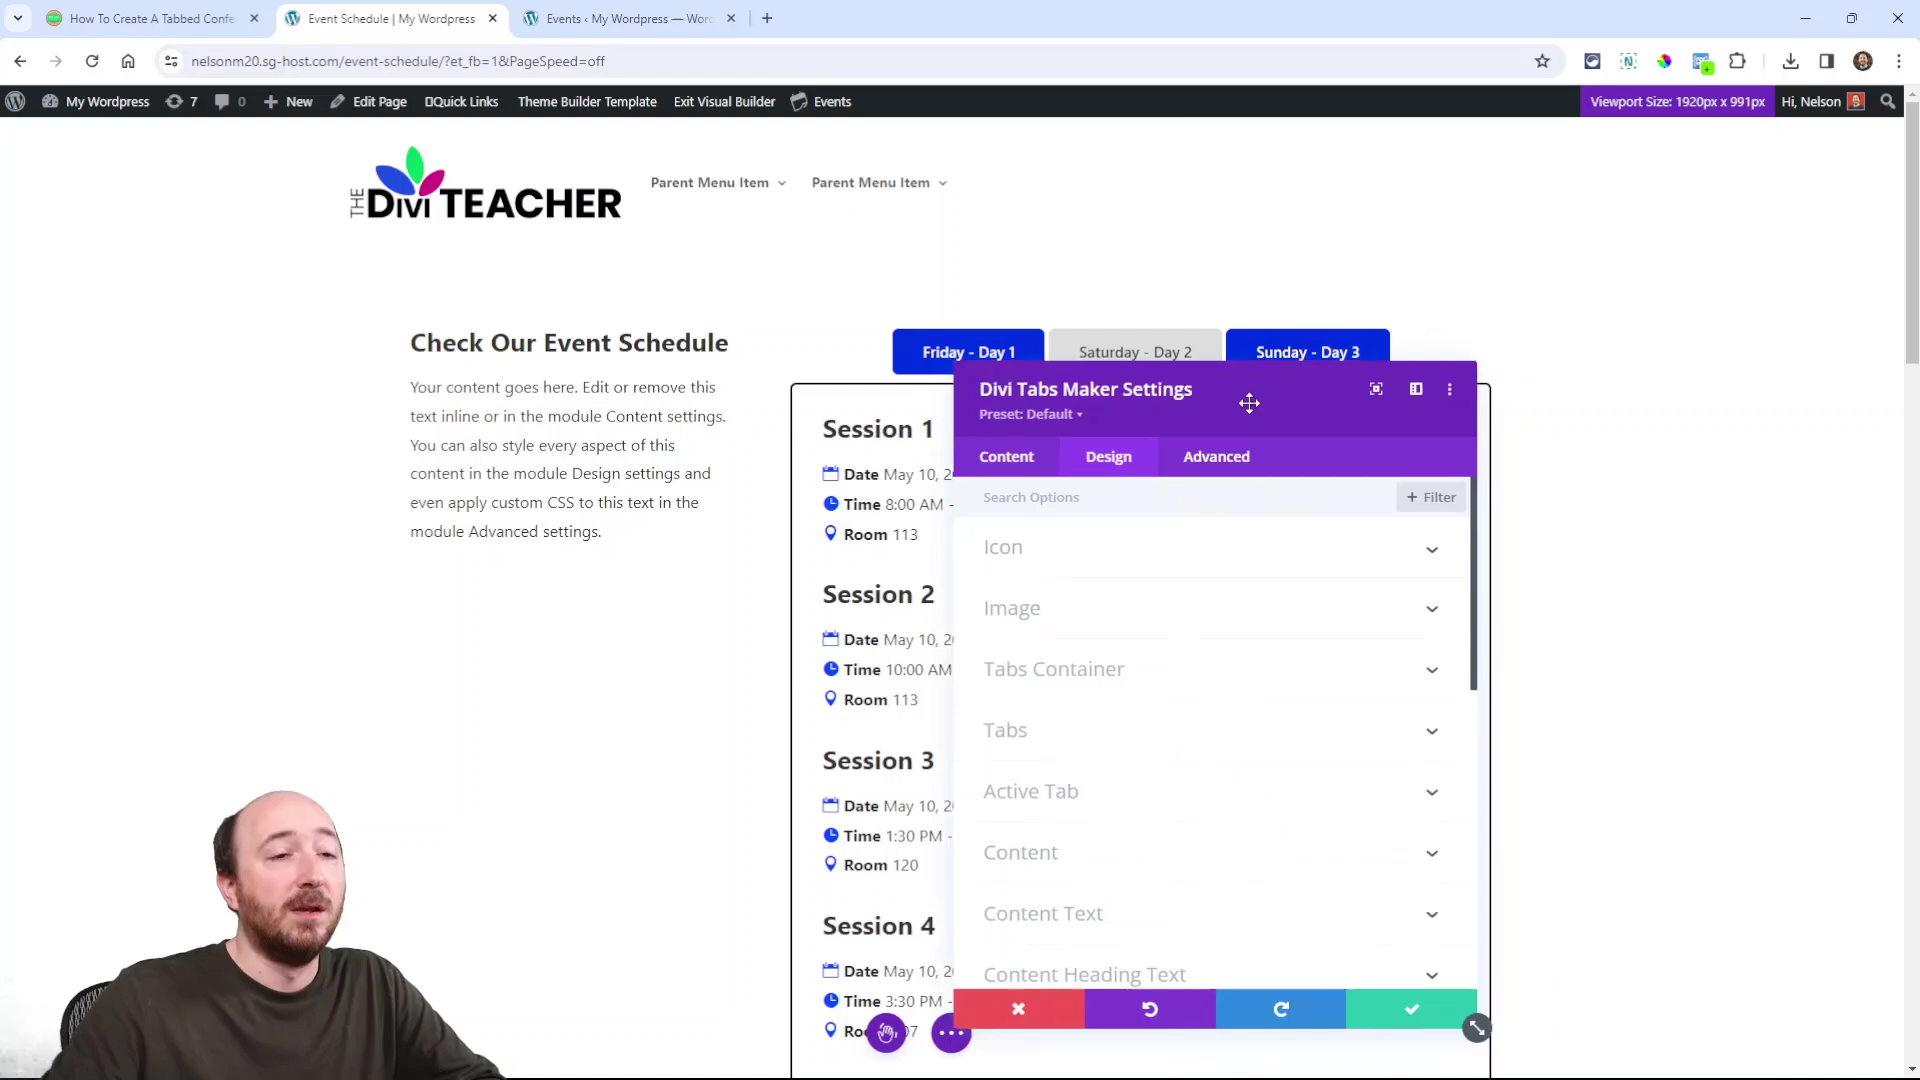 How To Create A Tabbed Confe
Event Schedule | My Wordpress
Events ‹ My Wordpress — Wor
nelsonm20.sg-host.com/event-schedule/?et_fb=1&PageSpeed=off
My Wordpress
7
0
New
Edit Page
Quick Links
Theme Builder Template
Exit Visual Builder
Events
Viewport Size: 1920px x 991px
Hi, Nelson
THE DIVI TEACHER
Parent Menu Item
Parent Menu Item
Check Our Event Schedule
Your content goes here. Edit or remove this
text inline or in the module Content settings.
You can also style every aspect of this
content in the module Design settings and
even apply custom CSS to this text in the
module Advanced settings.
Friday - Day 1
Saturday - Day 2
Sunday - Day 3
Session 1
Date May 10, 2
Time 8:00 AM -
Room 113
Session 2
Date May 10, 2
Time 10:00 AM
Room 113
Session 3
Date May 10, 2
Time 1:30 PM -
Room 120
Session 4
Date May 10, 2
Time 3:30 PM -
Ro 07
Divi Tabs Maker Settings
Preset: Default
Content
Design
Advanced
Search Options
+ Filter
Icon
Image
Tabs Container
Tabs
Active Tab
Content
Content Text
Content Heading Text